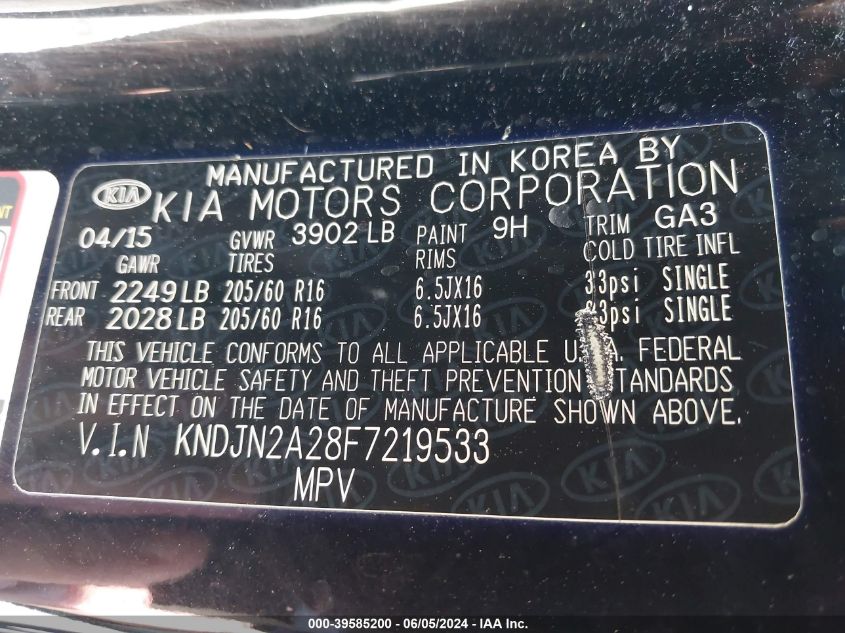 MANUFACTURED IN KOREA BY
KIA KIA MOTORS CORPORATION
04/15 GVWR 3902 LB PAINT 9H TRIM GA3
GAWR TIRES RIMS COLD TIRE INFL
FRONT 2249 LB 205/60 R16 6.5JX16 33psi SINGLE
REAR 2028 LB 205/60 R16 6.5JX16 33psi SINGLE
THIS VEHICLE CONFORMS TO ALL APPLICABLE U.S.A. FEDERAL
MOTOR VEHICLE SAFETY AND THEFT PREVENTION STANDARDS
IN EFFECT ON THE DATE OF MANUFACTURE SHOWN ABOVE.
V.I.N KNDJN2A28F7219533
MPV
000-39585200 - 06/05/2024 - IAA Inc.